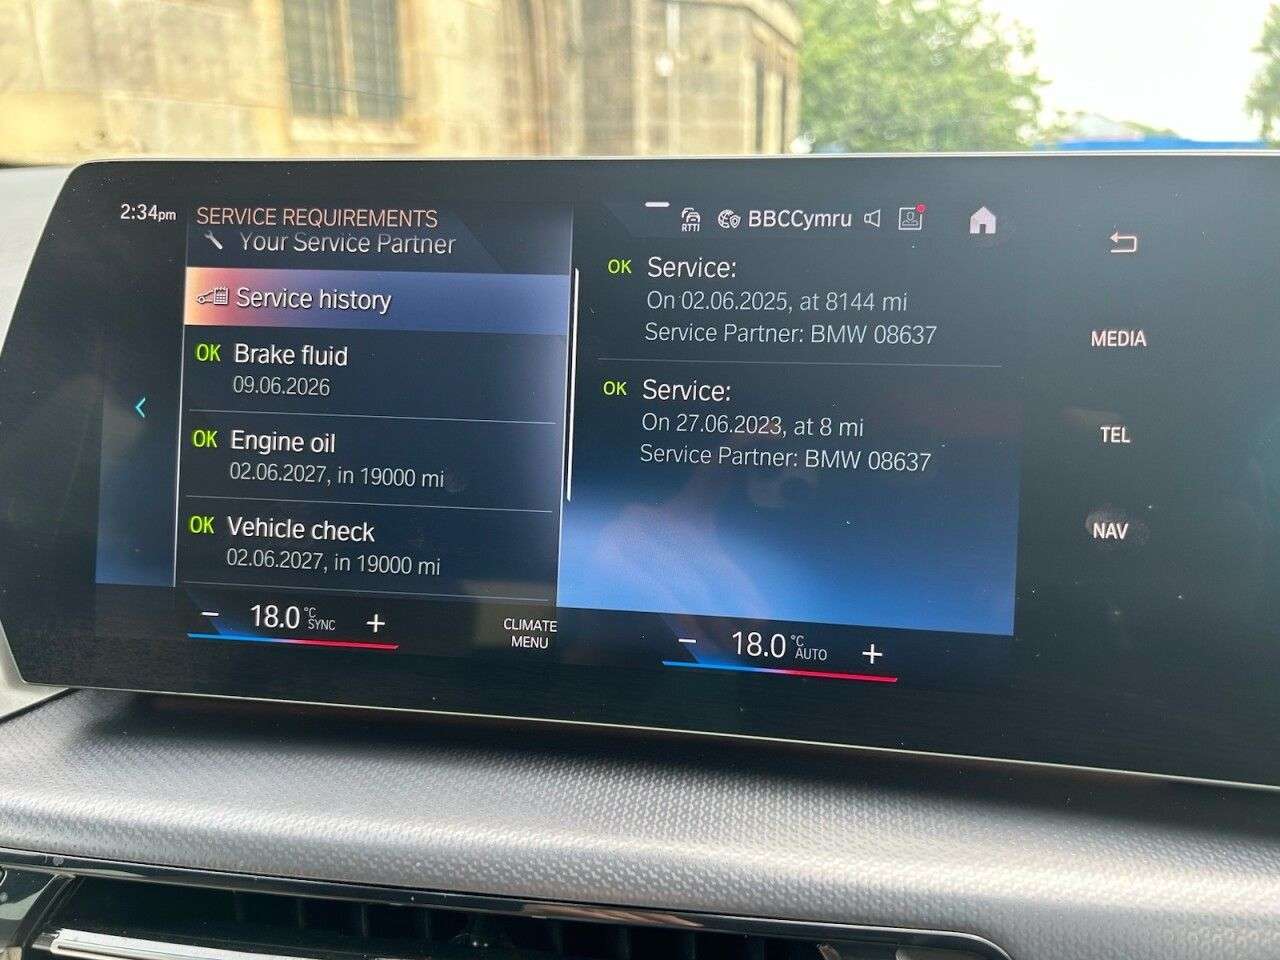 2:34pm
SERVICE REQUIREMENTS
Your Service Partner
Service history
OK Brake fluid
09.06.2026
OK Engine oil
02.06.2027, in 19000 mi
OK Vehicle check
02.06.2027, in 19000 mi
RTTI
BBCCymru
OK Service:
On 02.06.2025, at 8144 mi
Service Partner: BMW 08637
OK Service:
On 27.06.2023, at 8 mi
Service Partner: BMW 08637
MEDIA
TEL
NAV
− 18.0 °C SYNC +
CLIMATE
MENU
− 18.0 °C AUTO +